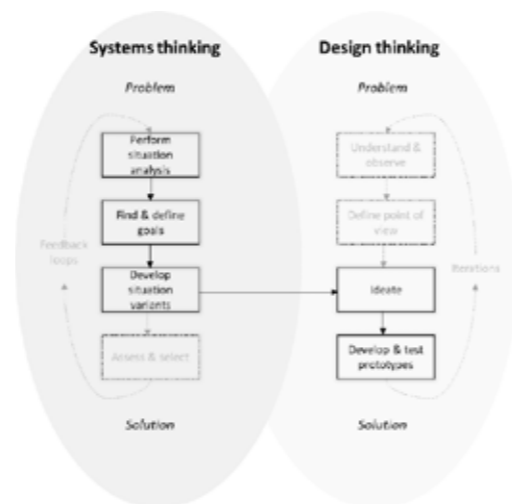 Systems thinking
Design thinking
Problem
Problem
Perform
situation
analysis
Understand &
observe
Find & define
goals
Define point of
view
Feedback
loops
Develop
situation
variants
Ideate
Iterations
Assess & select
Develop & test
prototypes
Solution
Solution